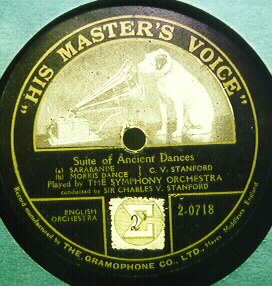 "HIS MASTER'S VOICE"
Suite of Ancient Dances
(a) SARABANDE
(b) MORRIS DANCE } C. V. STANFORD
Played by THE SYMPHONY ORCHESTRA
conducted by SIR CHARLES V. STANFORD
ENGLISH
ORCHESTRA
2-0718
2
Record manufactured by THE GRAMOPHONE CO., LTD., Hayes, Middlesex, England